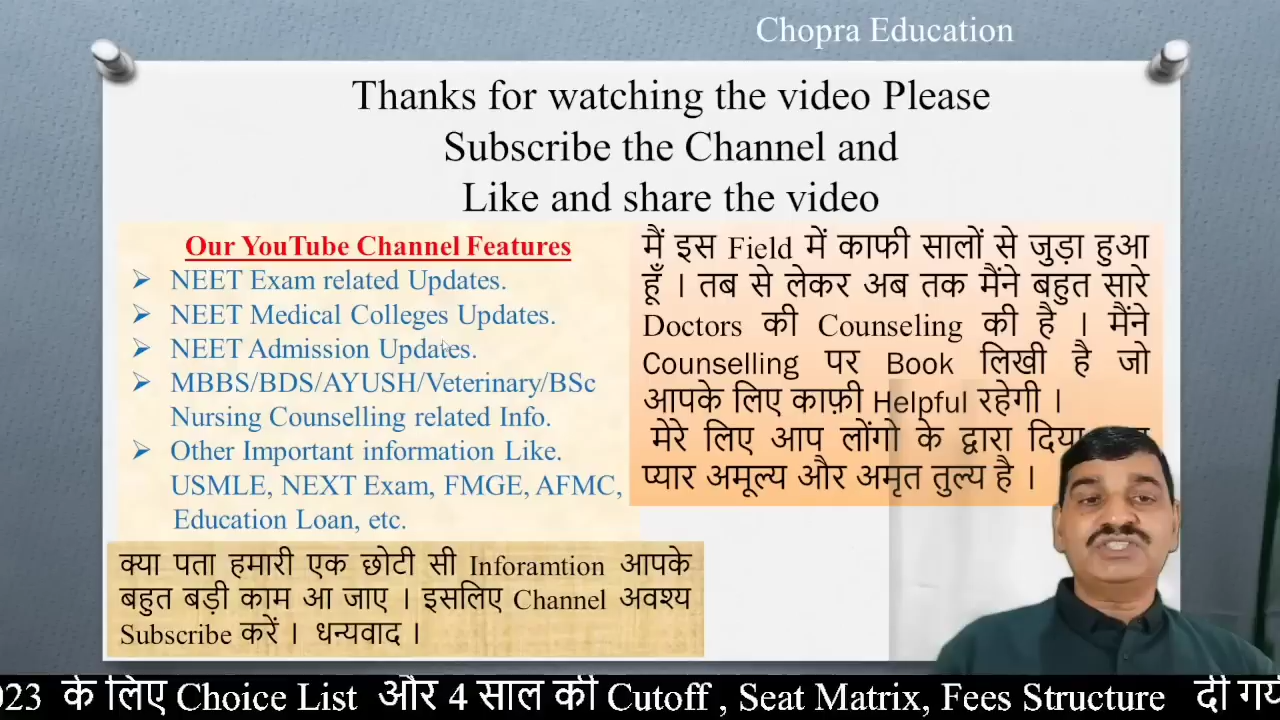 Chopra Education
Thanks for watching the video Please
Subscribe the Channel and
Like and share the video
Our YouTube Channel Features
NEET Exam related Updates.
NEET Medical Colleges Updates.
NEET Admission Updates.
MBBS/BDS/AYUSH/Veterinary/BSc
Nursing Counselling related Info.
Other Important information Like.
USMLE, NEXT Exam, FMGE, AFMC,
Education Loan, etc.
मैं इस Field में काफी सालों से जुड़ा हुआ
हूँ । तब से लेकर अब तक मैंने बहुत सारे
Doctors की Counseling की है । मैंने
Counselling पर Book लिखी है जो
आपके लिए काफ़ी Helpful रहेगी ।
मेरे लिए आप लोंगो के द्वारा दिया
प्यार अमूल्य और अमृत तुल्य है ।
क्या पता हमारी एक छोटी सी Inforamtion आपके
बहुत बड़ी काम आ जाए । इसलिए Channel अवश्य
Subscribe करें । धन्यवाद ।
023 के लिए Choice List और 4 साल की Cutoff , Seat Matrix, Fees Structure दी